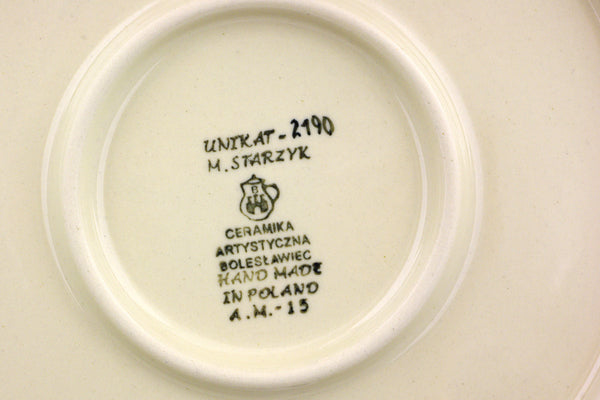 UNIKAT - 2190
M. STARZYK
B
CERAMIKA
ARTYSTYCZNA
BOLESŁAWIEC
HAND MADE
IN POLAND
A.M.-15